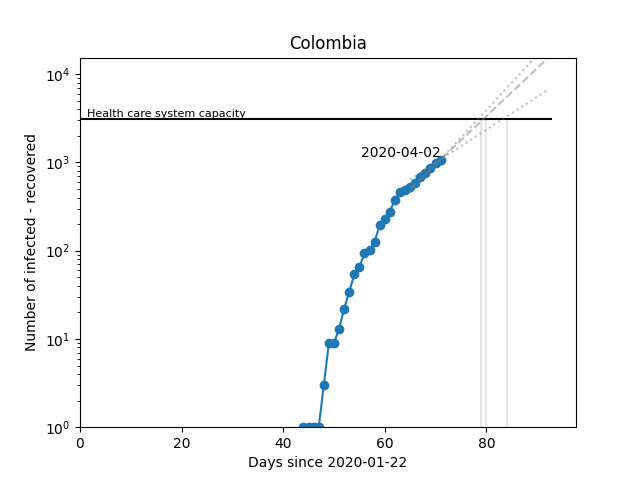 Colombia
10⁴
Health care system capacity
2020-04-02
10³
10²
10¹
10⁰
Number of infected - recovered
0 20 40 60 80
Days since 2020-01-22